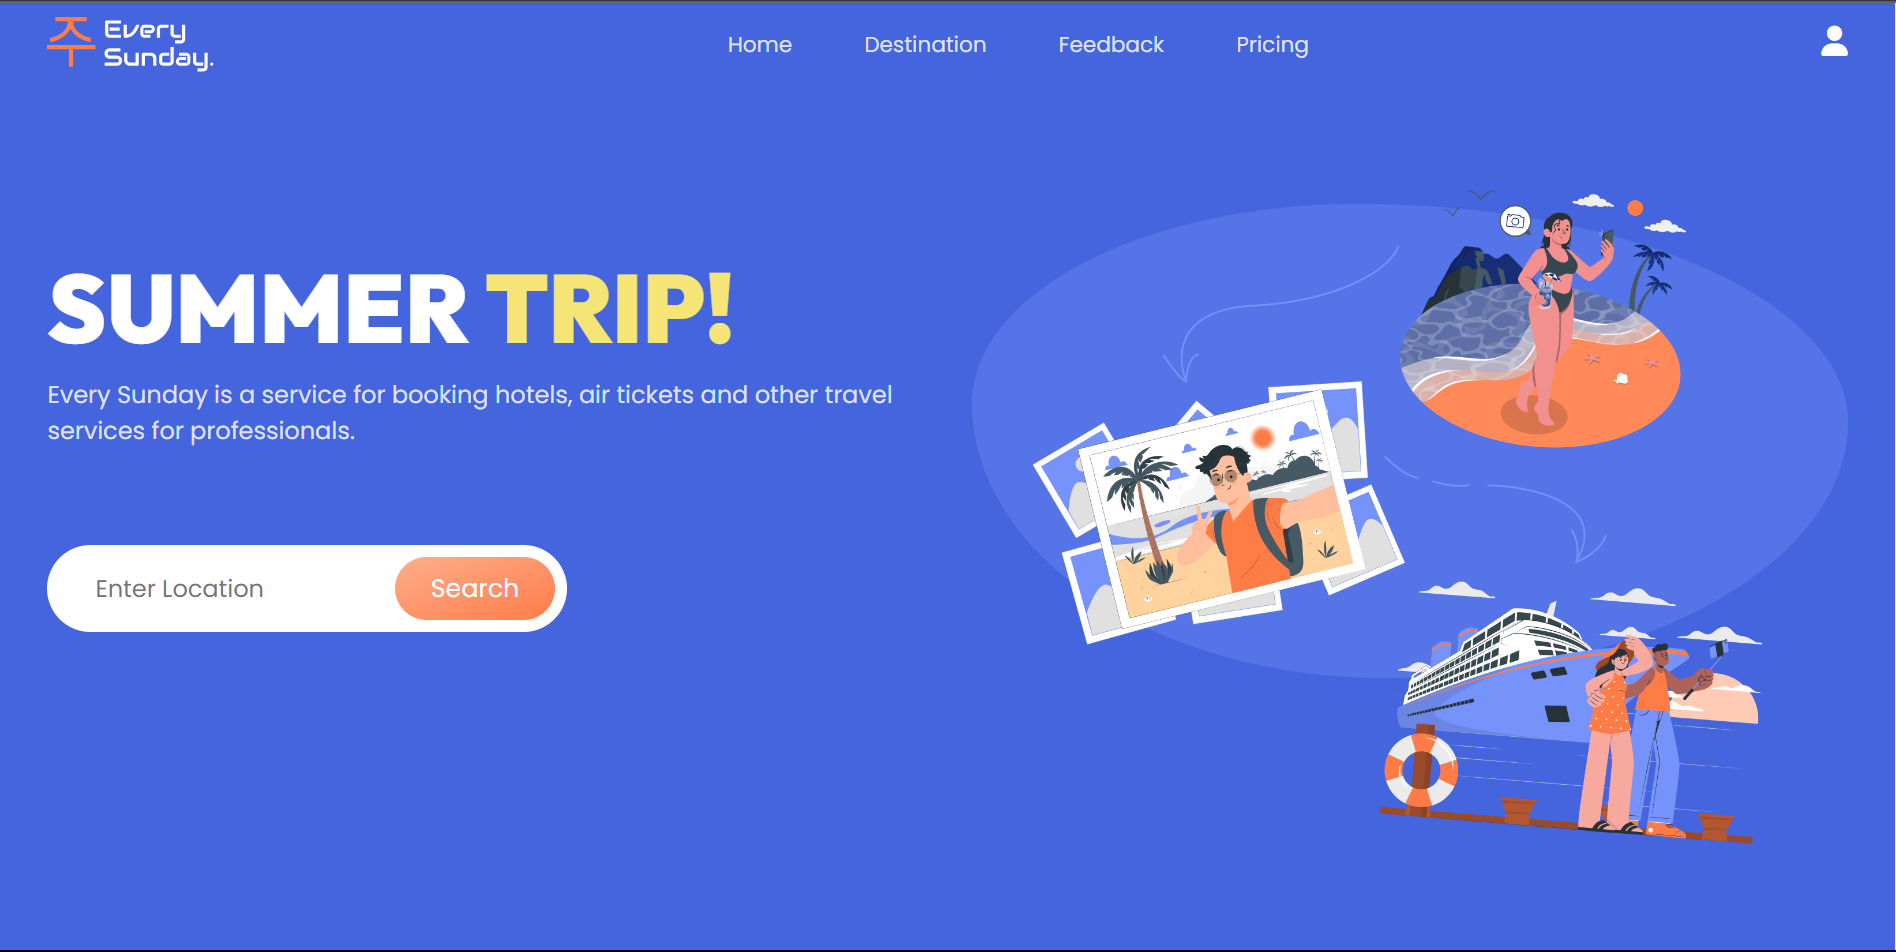 주 Every
Sunday.
Home Destination Feedback Pricing
SUMMER TRIP!
Every Sunday is a service for booking hotels, air tickets and other travel
services for professionals.
Enter Location Search